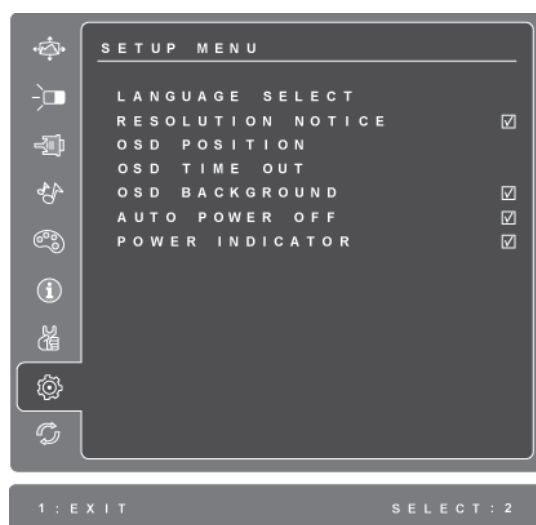 SETUP MENU
LANGUAGE SELECT
RESOLUTION NOTICE ☑
OSD POSITION
OSD TIME OUT
OSD BACKGROUND ☑
AUTO POWER OFF ☑
POWER INDICATOR ☑
1:EXIT SELECT:2